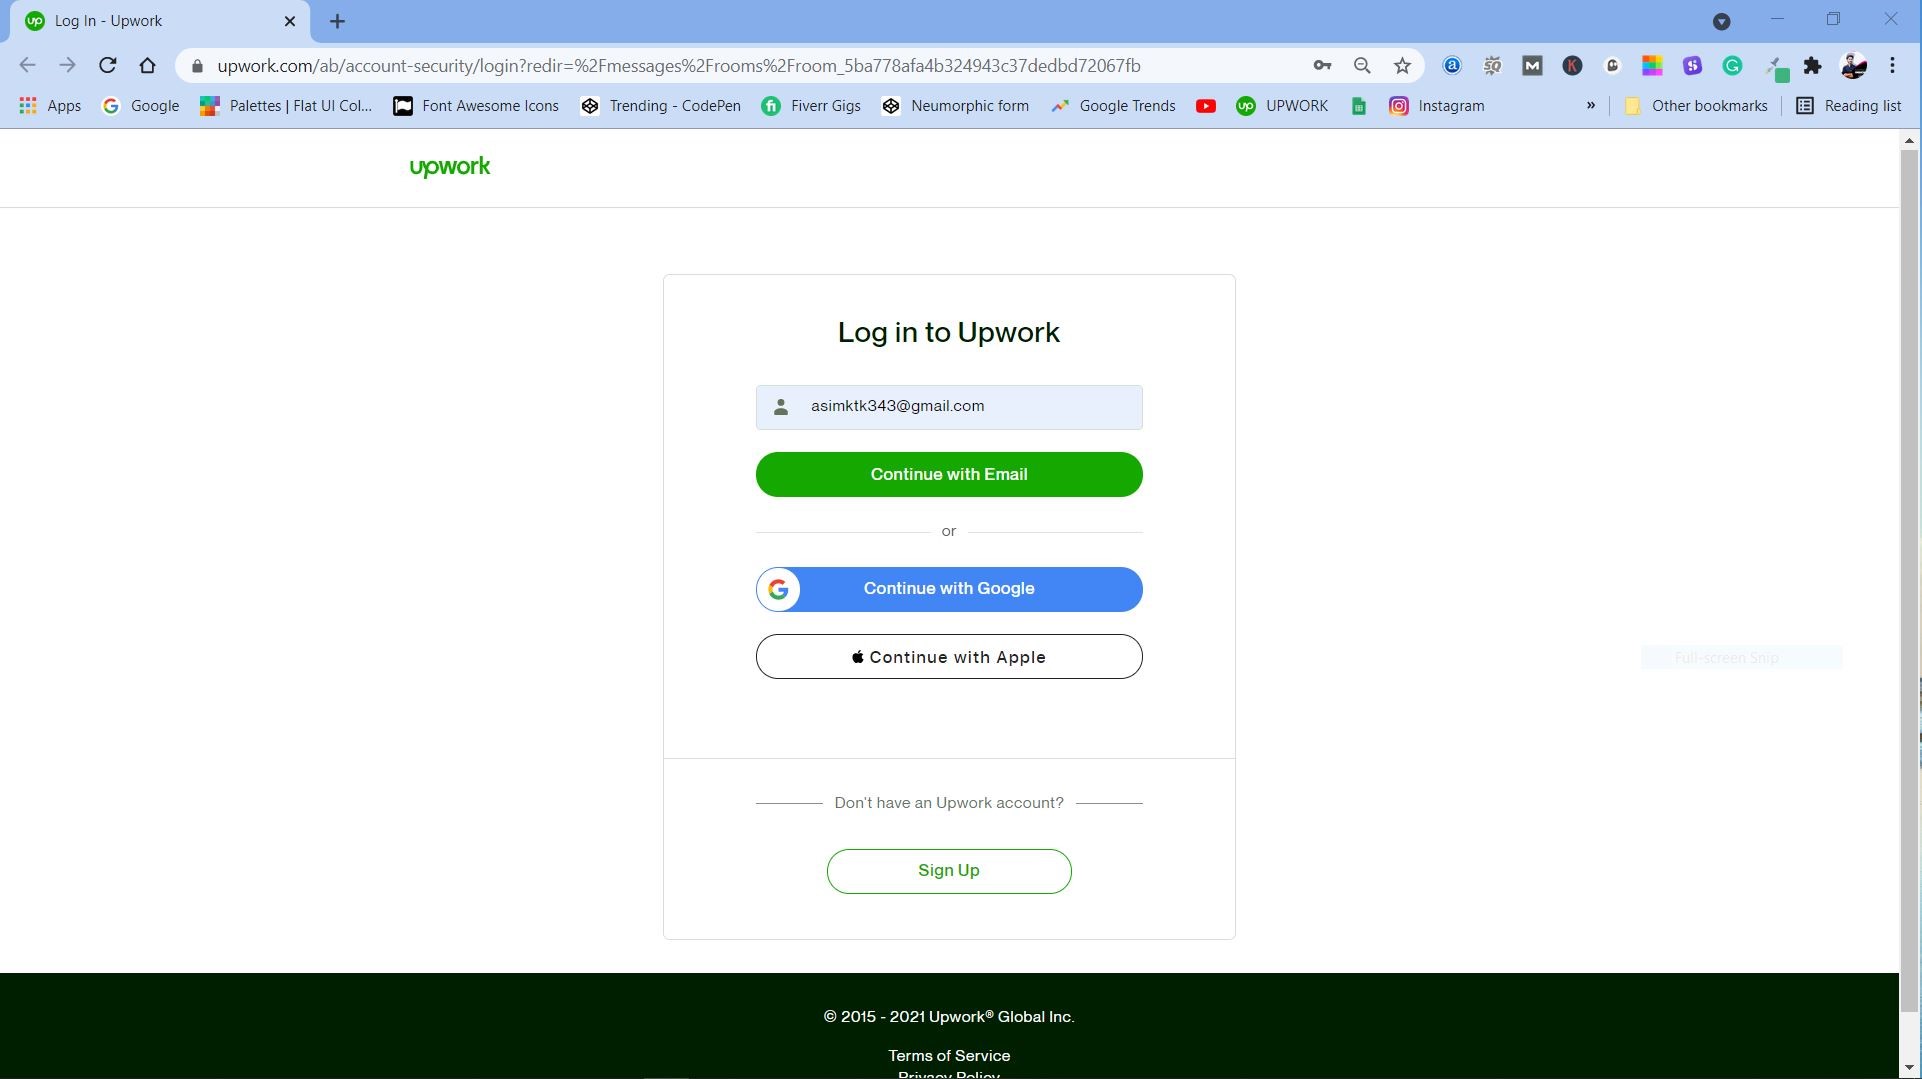 Log In - Upwork
upwork.com/ab/account-security/login?redir=%2Fmessages%2Frooms%2Froom_5ba778afa4b324943c37dedbd72067fb
Apps Google Palettes | Flat UI Col... Font Awesome Icons Trending - CodePen Fiverr Gigs Neumorphic form Google Trends UPWORK Instagram » Other bookmarks Reading list
upwork
Log in to Upwork
asimktk343@gmail.com
Continue with Email
or
Continue with Google
Continue with Apple
Full-screen Snip
Don't have an Upwork account?
Sign Up
© 2015 - 2021 Upwork® Global Inc.
Terms of Service
Privacy Policy